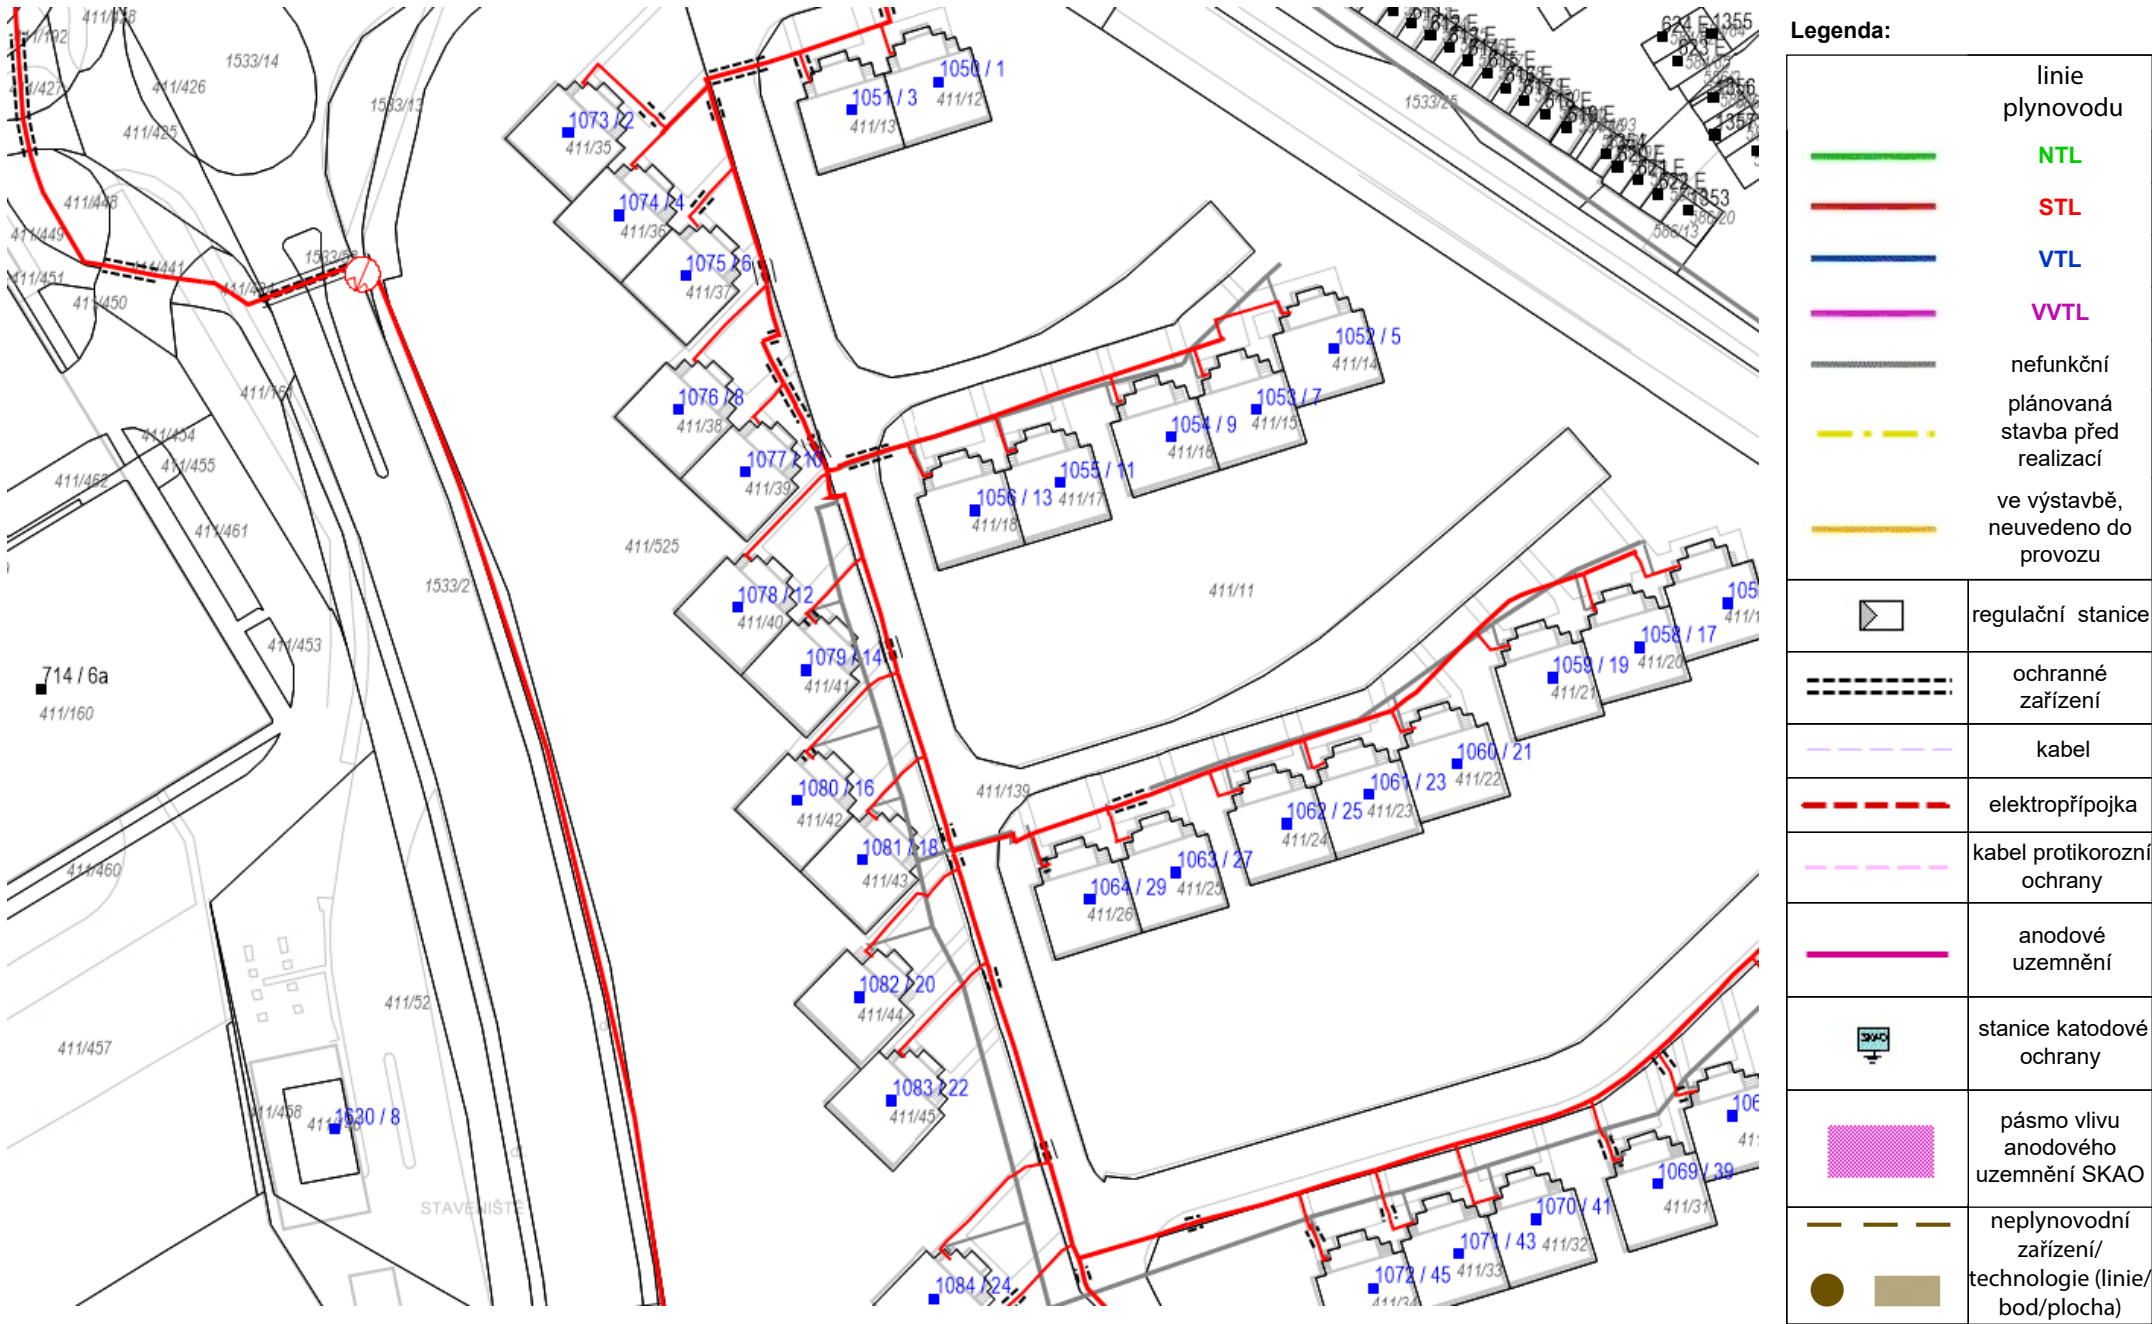 Legenda:
linie
plynovodu
NTL
STL
VTL
VVTL
nefunkční
plánovaná
stavba před
realizací
ve výstavbě,
neuvedeno do
provozu
regulační stanice
ochranné
zařízení
kabel
elektropřípojka
kabel protikorozní
ochrany
anodové
uzemnění
stanice katodové
ochrany
pásmo vlivu
anodového
uzemnění SKAO
neplynovodní
zařízení/
technologie (linie/
bod/plocha)
1533/14
411/426
411/425
1533/13
411/448
411/449
411/441
411/451
411/450
411/454
411/455
411/462
411/461
411/453
714 / 6a
411/160
1533/2
411/525
411/460
411/457
411/52
411/458
1630 / 8
STAVENIŠTĚ
1050 / 1
411/12
1051 / 3
411/13
1073 / 2
411/35
1074 / 4
411/36
1075 / 6
411/37
1076 / 8
411/38
1077 / 10
411/39
1078 / 12
411/40
1079 / 14
411/41
1080 / 16
411/42
1081 / 18
411/43
1082 / 20
411/44
1083 / 22
411/45
1084 / 24
1052 / 5
411/14
1053 / 7
411/15
1054 / 9
411/16
1055 / 11
411/17
1056 / 13
411/18
411/11
1058 / 17
411/20
1059 / 19
411/21
1060 / 21
411/22
1061 / 23
411/23
1062 / 25
411/24
1063 / 27
411/25
1064 / 29
411/26
411/139
1069 / 39
411/31
1070 / 41
411/32
1071 / 43
411/33
1072 / 45
411/34
1533/25
1353
586/20
586/13
1355